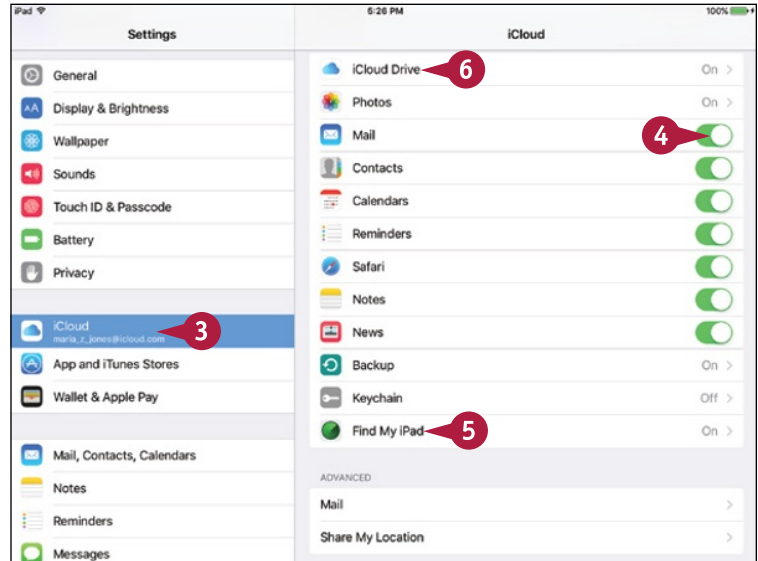 iPad 5:26 PM 100%
Settings
iCloud
General
Display & Brightness
Wallpaper
Sounds
Touch ID & Passcode
Battery
Privacy
iCloud
maria_z_jones@icloud.com
3
App and iTunes Stores
Wallet & Apple Pay
Mail, Contacts, Calendars
Notes
Reminders
Messages
iCloud Drive 6 On
Photos On
Mail 4
Contacts
Calendars
Reminders
Safari
Notes
News
Backup On
Keychain Off
Find My iPad 5 On
ADVANCED
Mail
Share My Location